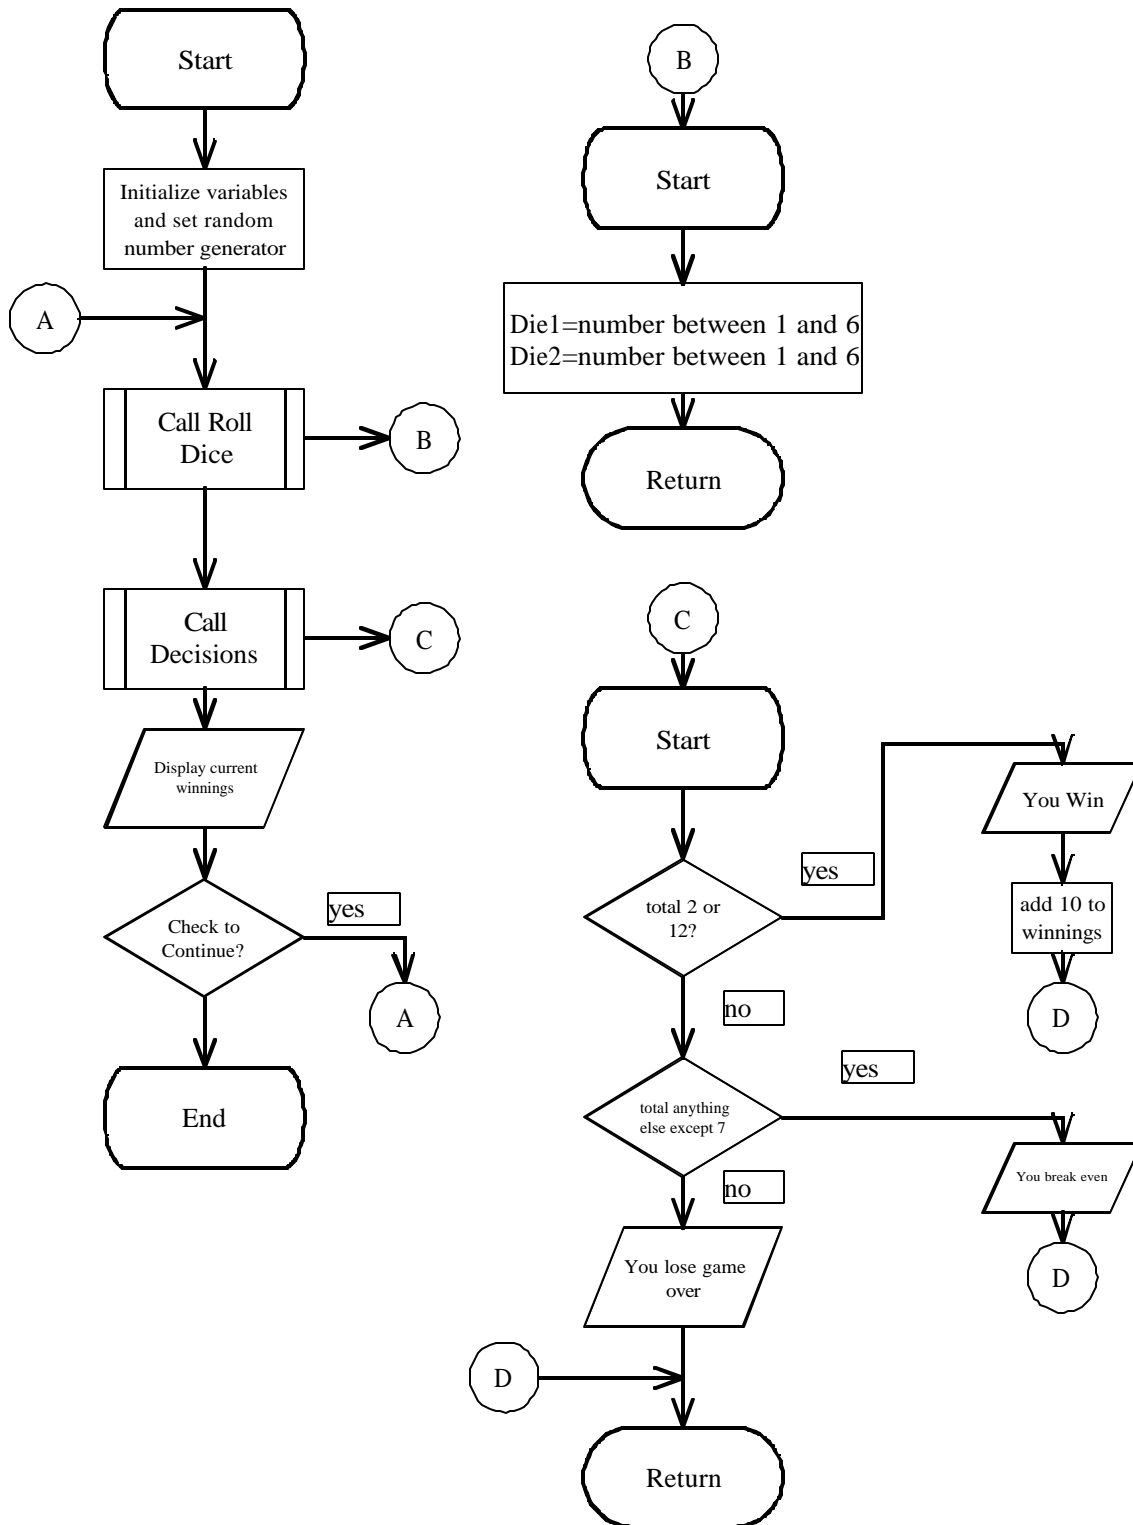 Start
Initialize variables
and set random
number generator
A
Call Roll
Dice
B
Call
Decisions
C
Display current
winnings
Check to
Continue?
yes
A
End
B
Start
Die1=number between 1 and 6
Die2=number between 1 and 6
Return
C
Start
total 2 or
12?
yes
You Win
add 10 to
winnings
D
no
total anything
else except 7
yes
You break even
D
no
You lose game
over
D
Return